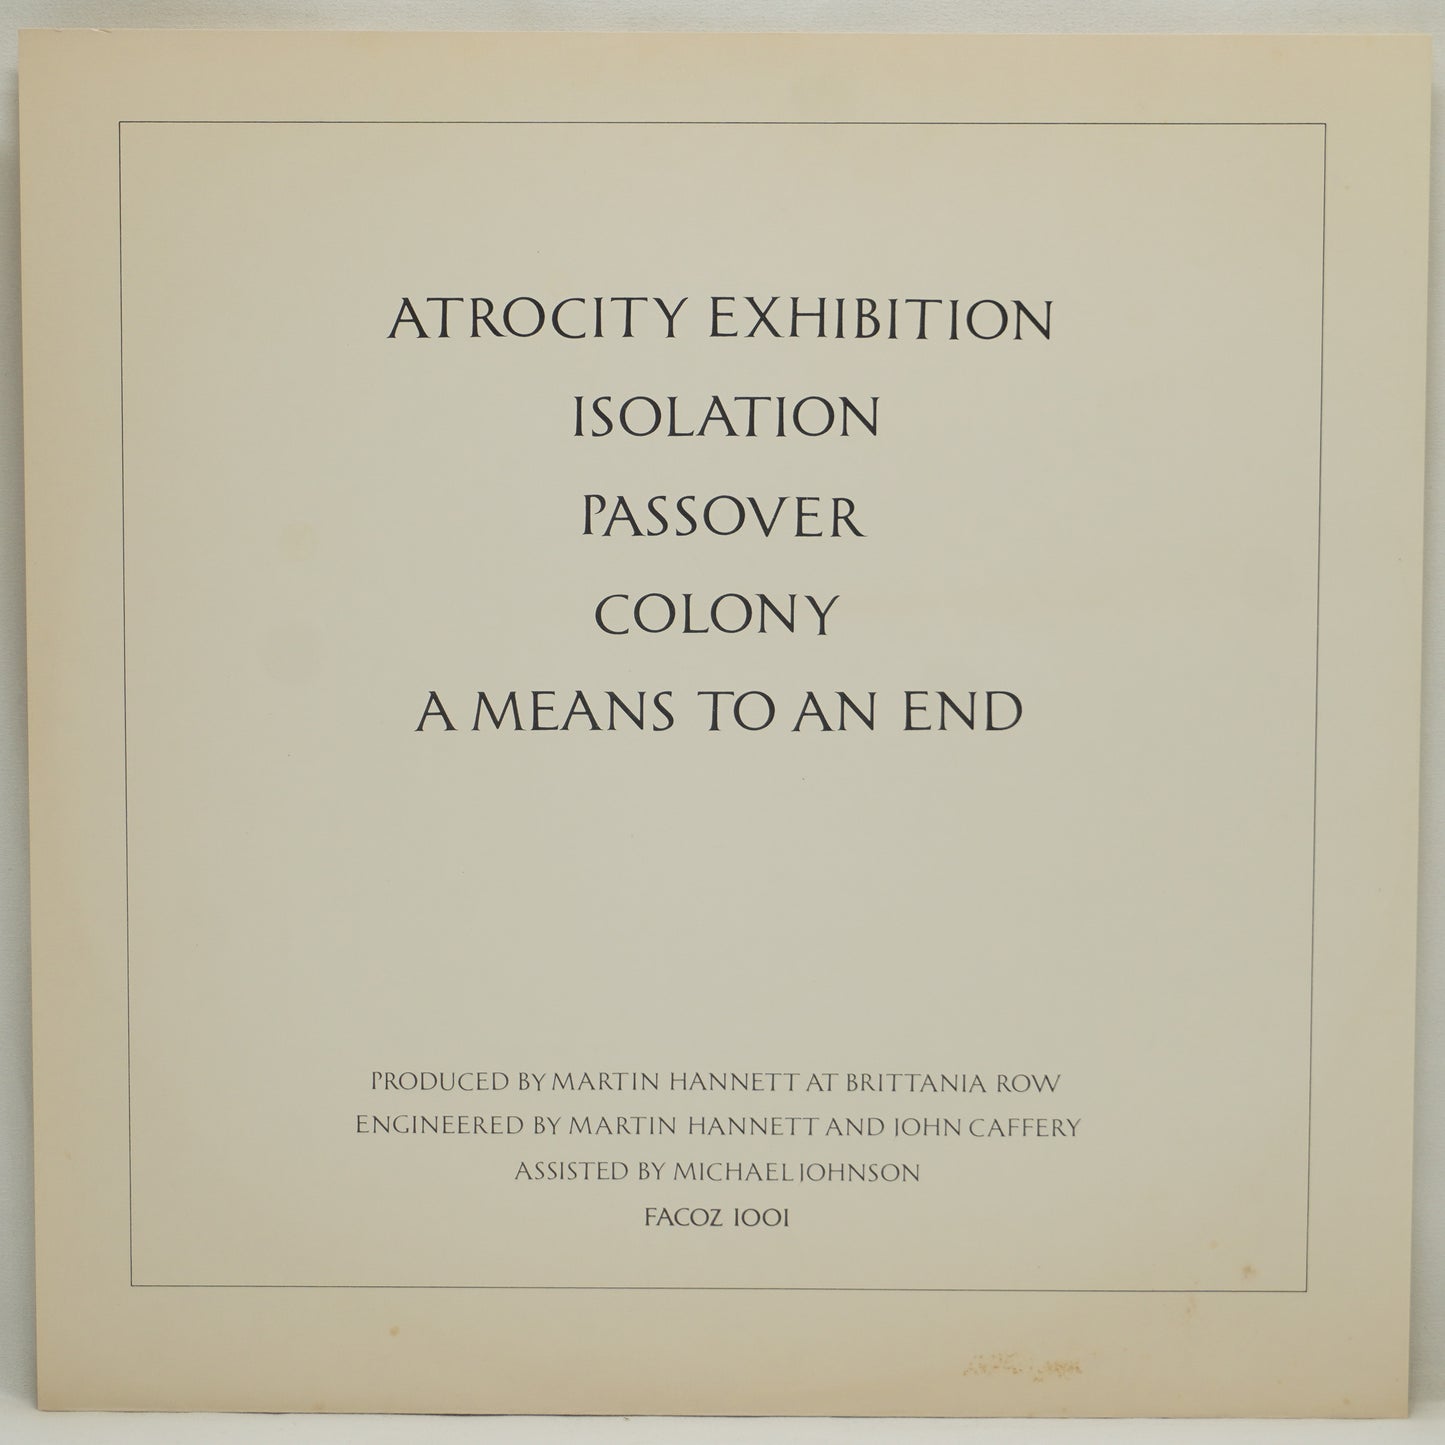 ATROCITY EXHIBITION
ISOLATION
PASSOVER
COLONY
A MEANS TO AN END
PRODUCED BY MARTIN HANNETT AT BRITTANIA ROW
ENGINEERED BY MARTIN HANNETT AND JOHN CAFFERY
ASSISTED BY MICHAEL JOHNSON
FACOZ 1001